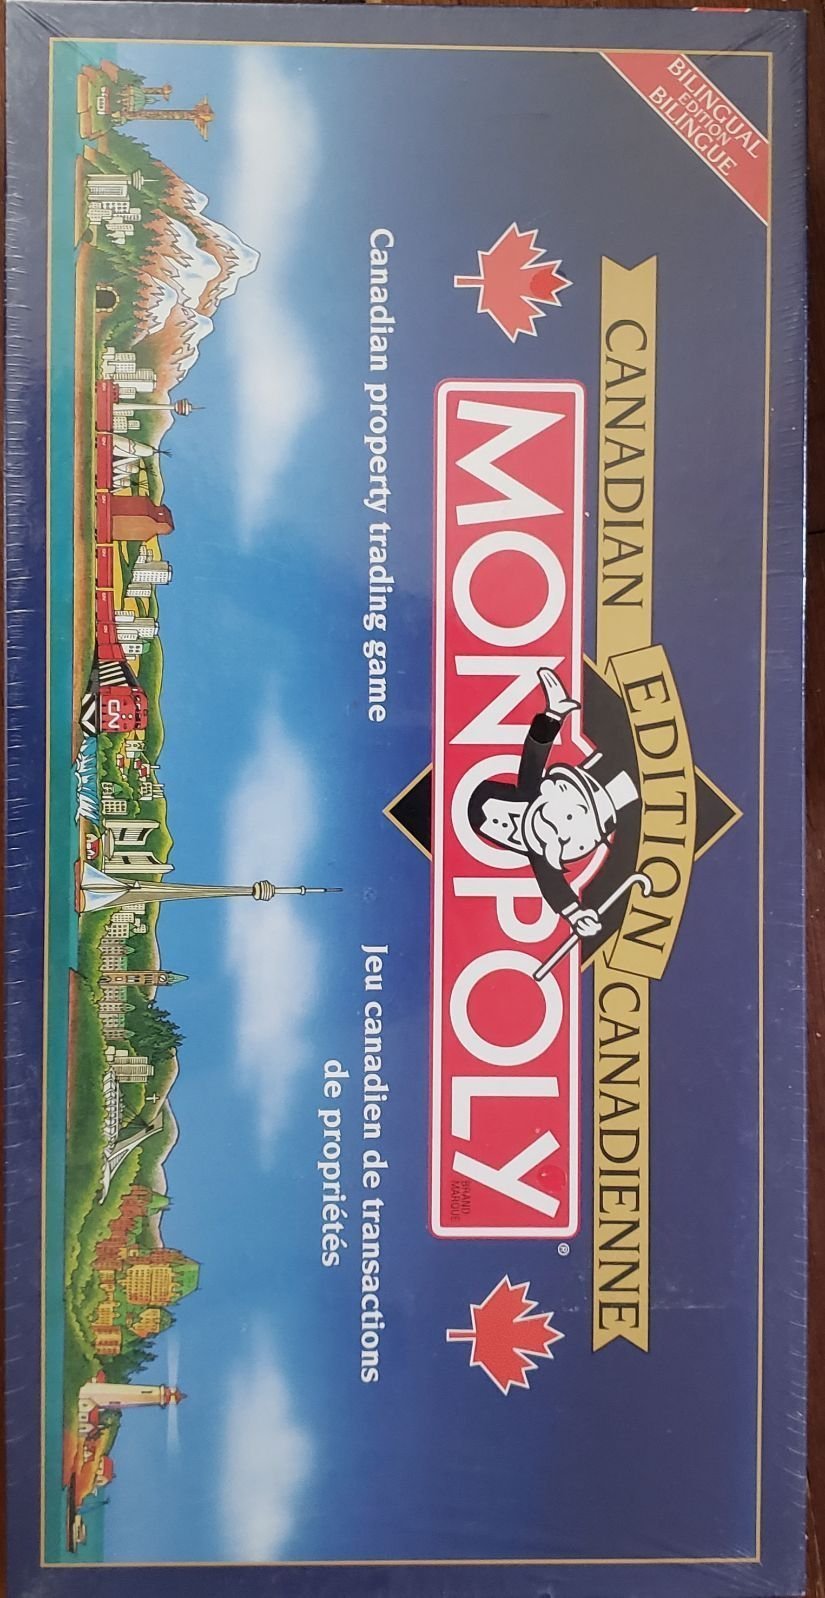 BILINGUAL
EDITION
BILINGUE
CANADIAN EDITION CANADIENNE
MONOPOLY®
BRAND
MARQUE
Canadian property trading game
Jeu canadien de transactions
de propriétés
CN